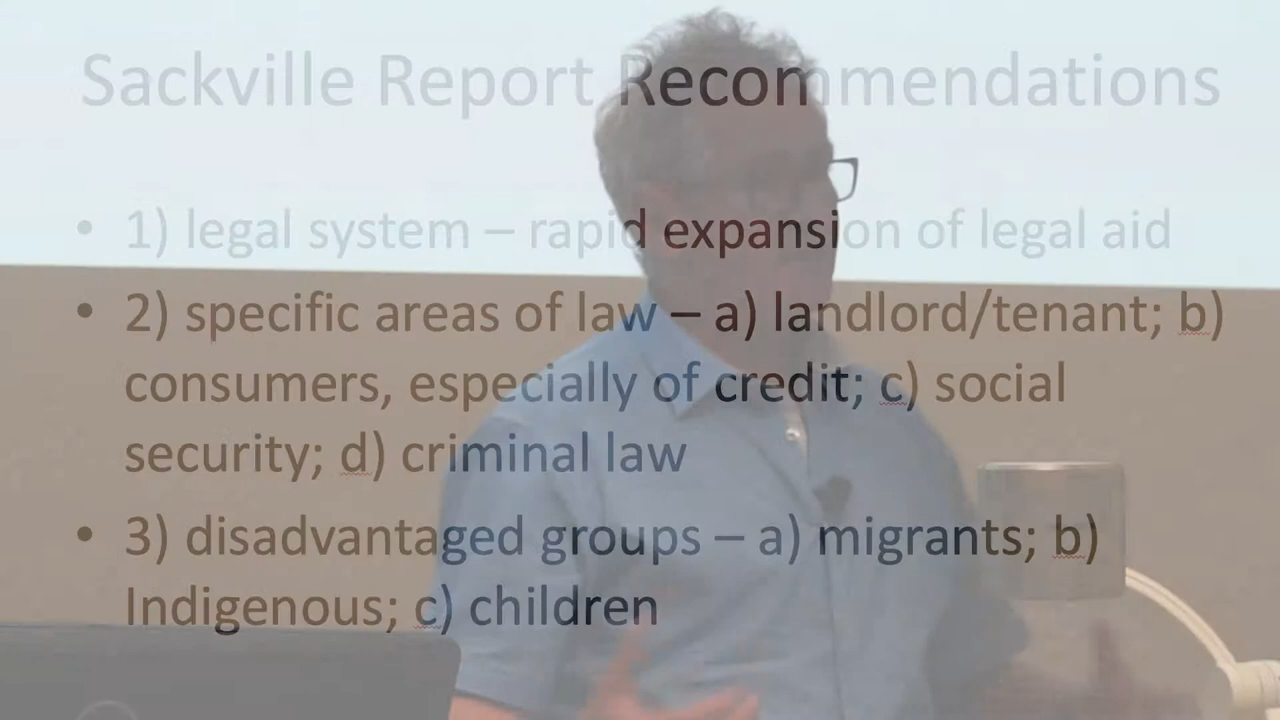 Sackville Report Recommendations
• 1) legal system – rapid expansion of legal aid
• 2) specific areas of law – a) landlord/tenant; b)
consumers, especially of credit; c) social
security; d) criminal law
• 3) disadvantaged groups – a) migrants; b)
Indigenous; c) children